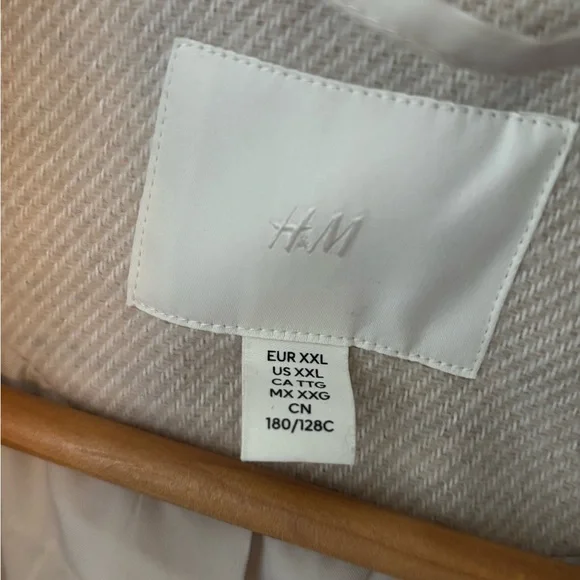 H&M
EUR XXL
US XXL
CA TTG
MX XXG
CN
180/128C